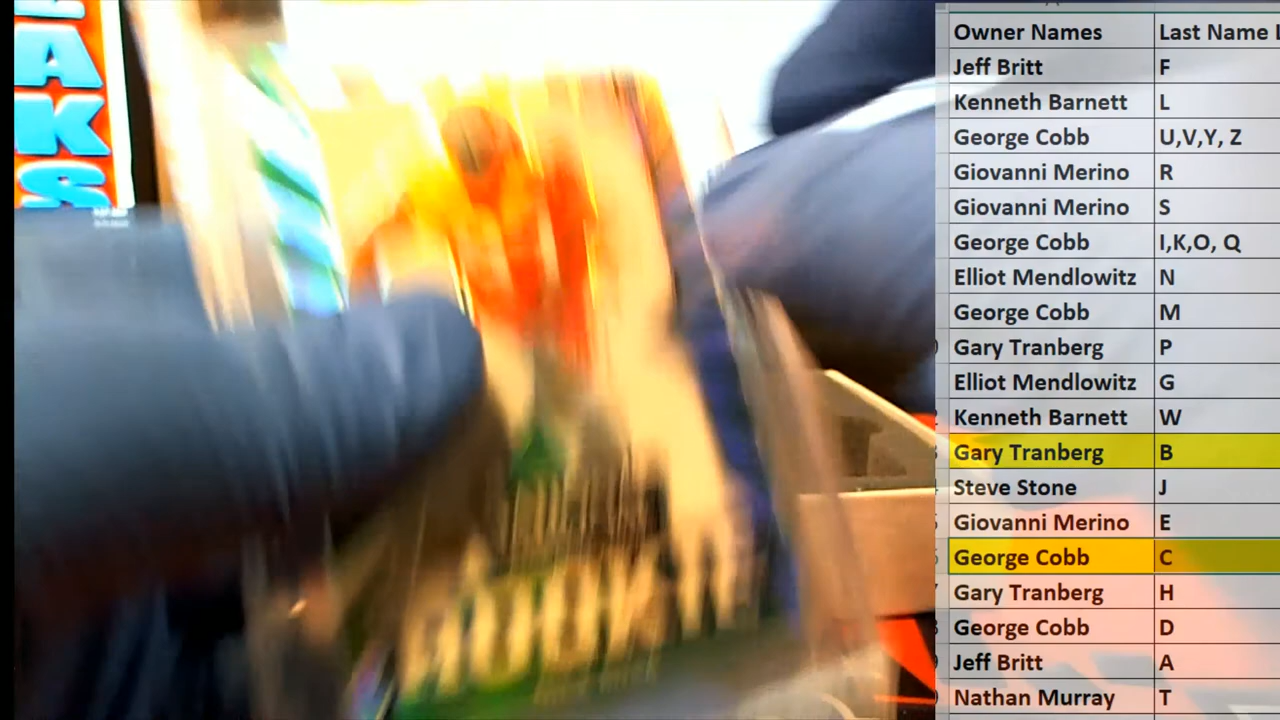 AKS
Owner Names Last Name L
Jeff Britt F
Kenneth Barnett L
George Cobb U,V,Y, Z
Giovanni Merino R
Giovanni Merino S
George Cobb I,K,O, Q
Elliot Mendlowitz N
George Cobb M
Gary Tranberg P
Elliot Mendlowitz G
Kenneth Barnett W
Gary Tranberg B
Steve Stone J
Giovanni Merino E
George Cobb C
Gary Tranberg H
George Cobb D
Jeff Britt A
Nathan Murray T